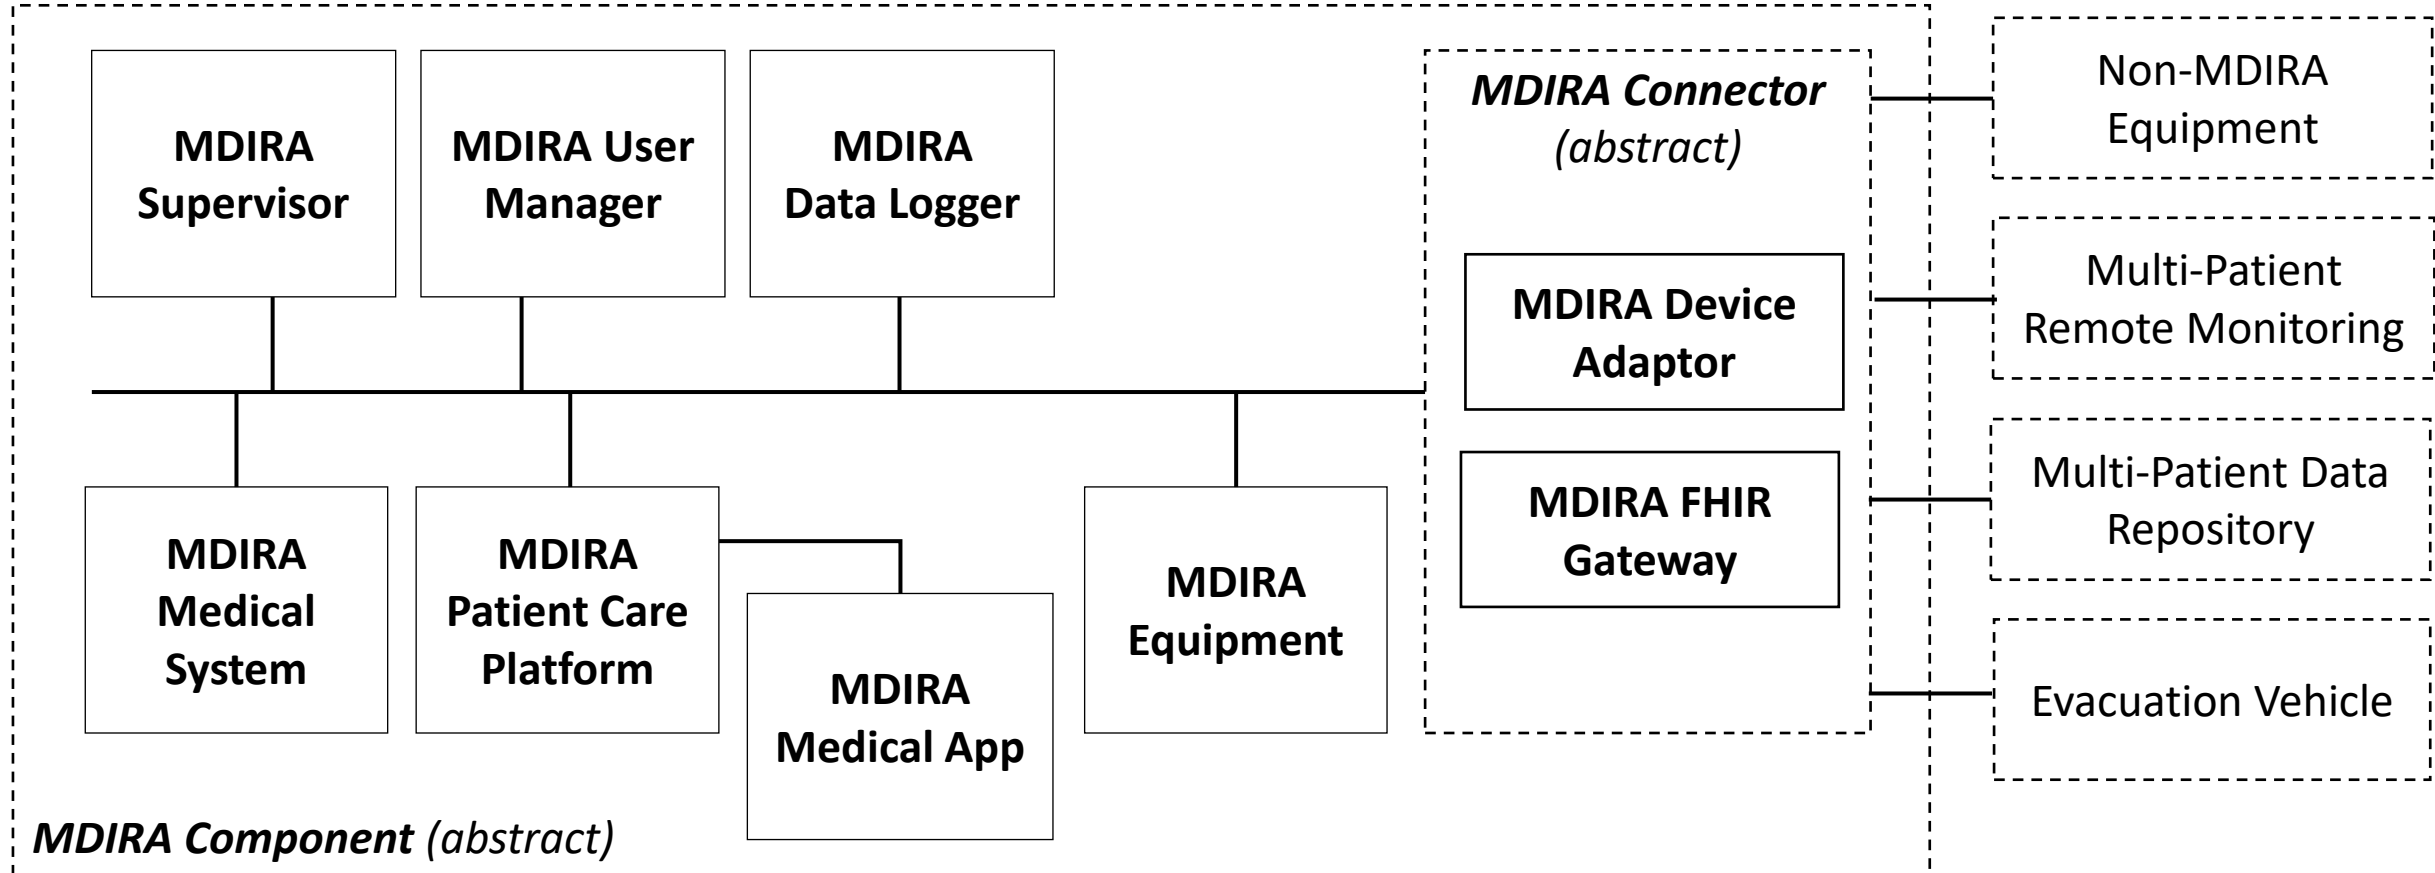 MDIRA
Supervisor
MDIRA User
Manager
MDIRA
Data Logger
MDIRA Connector
(abstract)
MDIRA Device
Adaptor
MDIRA FHIR
Gateway
Non-MDIRA
Equipment
Multi-Patient
Remote Monitoring
Multi-Patient Data
Repository
Evacuation Vehicle
MDIRA
Medical
System
MDIRA
Patient Care
Platform
MDIRA
Medical App
MDIRA
Equipment
MDIRA Component (abstract)